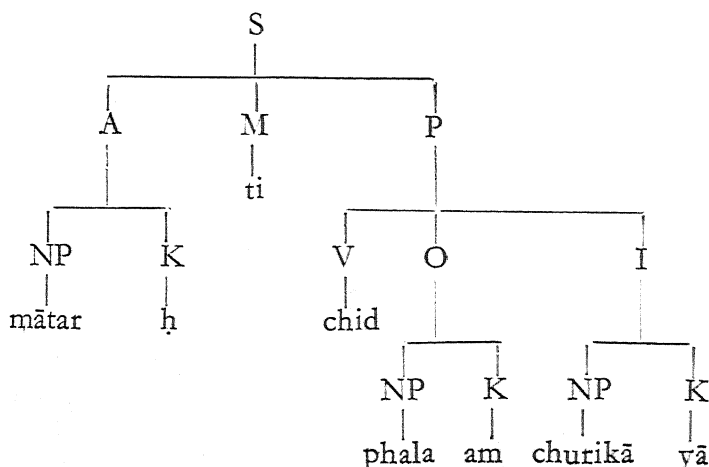 S
A M P
ti
NP K V O I
mātar ḥ chid
NP K NP K
phala am churikā yā